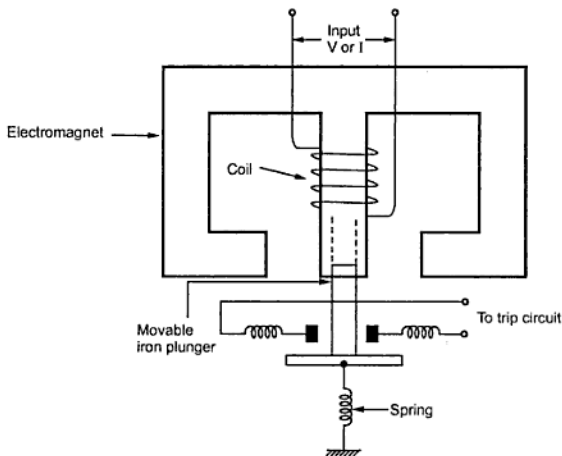 Input
V or I
Electromagnet
Coil
Movable
iron plunger
To trip circuit
Spring